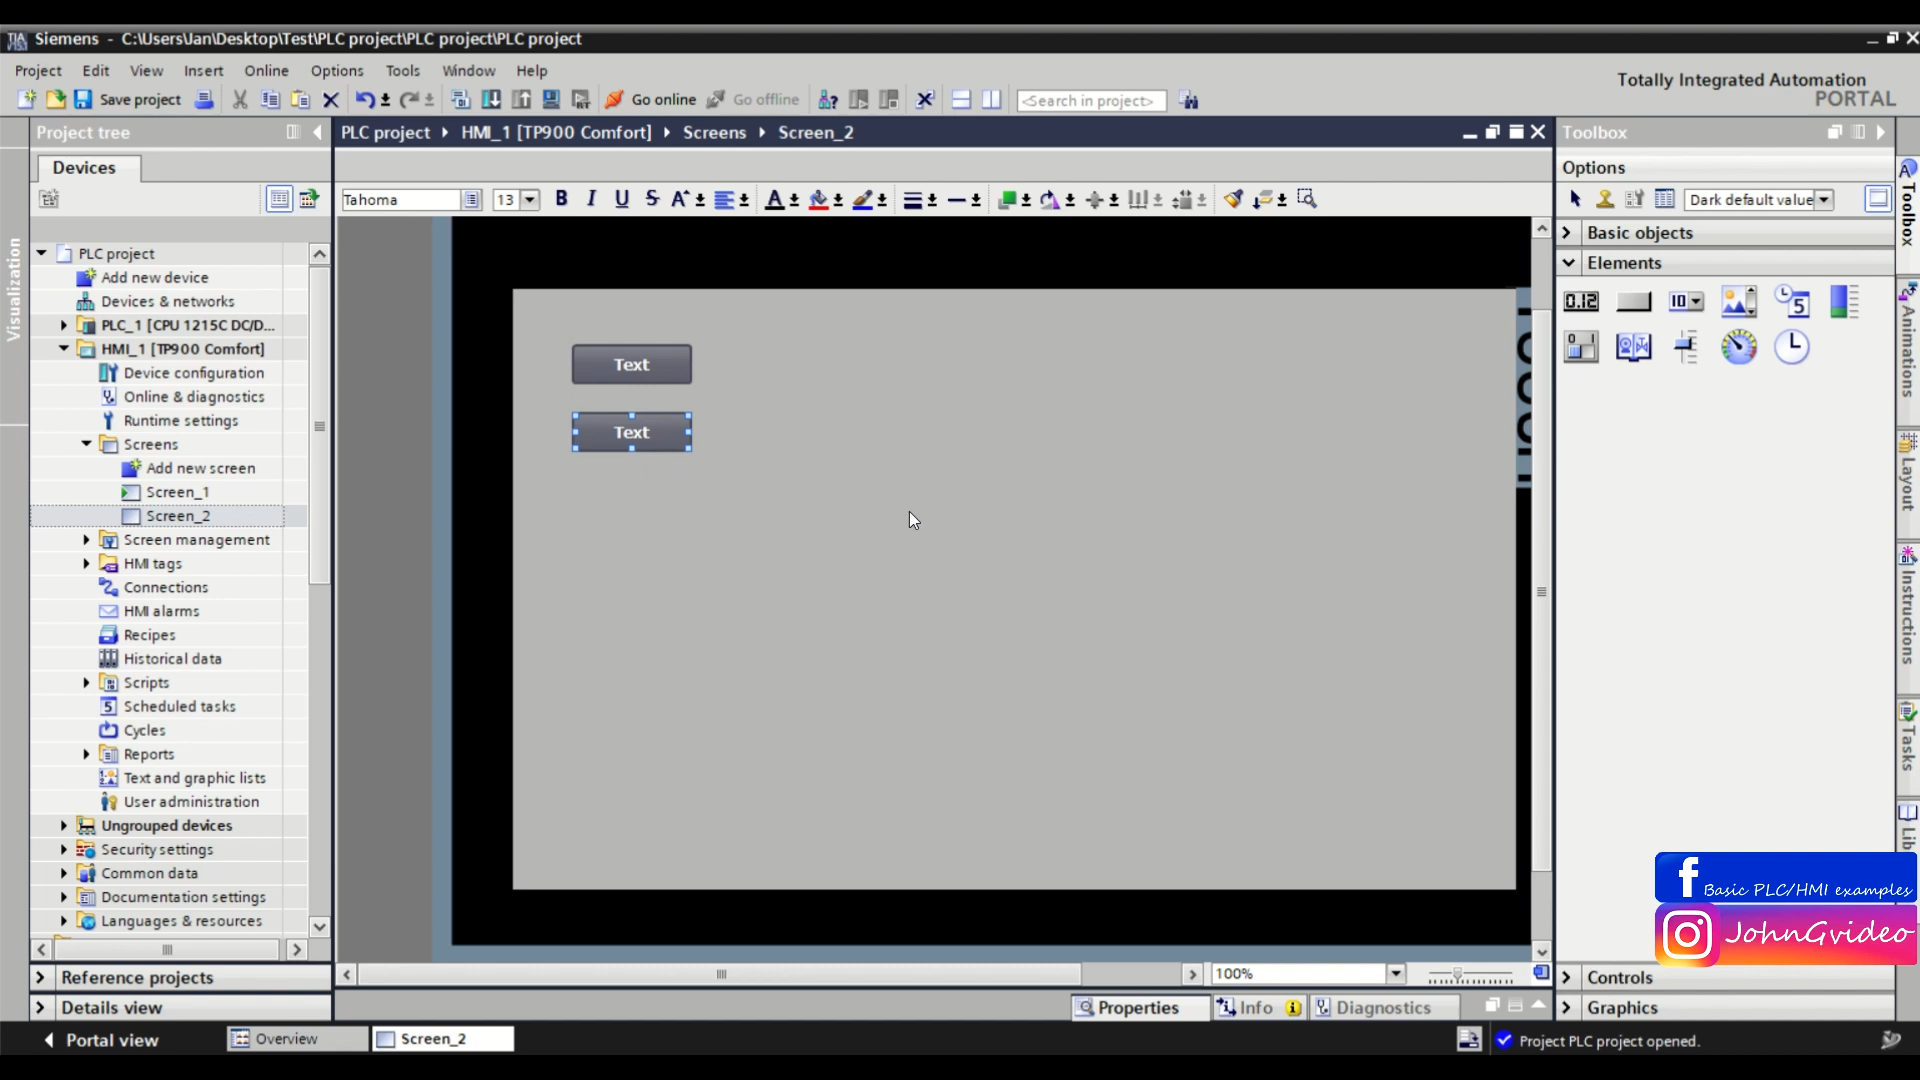 Siemens - C:\Users\Jan\Desktop\Test\PLC project\PLC project\PLC project
Project Edit View Insert Online Options Tools Window Help
Totally Integrated Automation
PORTAL
Save project Go online Go offline <Search in project>
Project tree
PLC project HMI_1 [TP900 Comfort] Screens Screen_2
Toolbox
Devices
Options
Tahoma 13 B I U S
Dark default value
Visualization
PLC project
Add new device
Devices & networks
PLC_1 [CPU 1215C DC/D...
HMI_1 [TP900 Comfort]
Device configuration
Online & diagnostics
Runtime settings
Screens
Add new screen
Screen_1
Screen_2
Screen management
HMI tags
Connections
HMI alarms
Recipes
Historical data
Scripts
Scheduled tasks
Cycles
Reports
Text and graphic lists
User administration
Ungrouped devices
Security settings
Common data
Documentation settings
Languages & resources
Reference projects
Details view
Text
Text
Basic objects
Elements
Toolbox
Animations
Layout
Instructions
Tasks
Basic PLC/HMI examples
JohnGvideo
Controls
Graphics
100%
Properties Info Diagnostics
Portal view Overview Screen_2
Project PLC project opened.